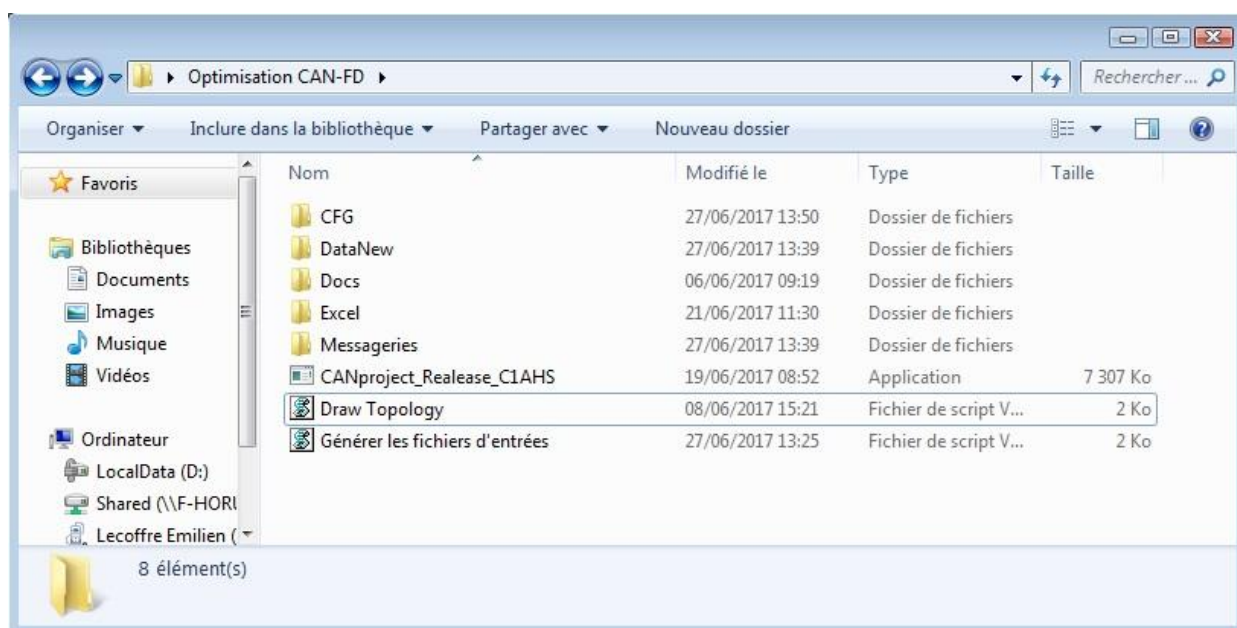 Optimisation CAN-FD
Rechercher ...
Organiser Inclure dans la bibliothèque Partager avec Nouveau dossier
Favoris
Bibliothèques
Documents
Images
Musique
Vidéos
Ordinateur
LocalData (D:)
Shared (\\F-HORU
Lecoffre Emilien (
Nom Modifié le Type Taille
CFG 27/06/2017 13:50 Dossier de fichiers
DataNew 27/06/2017 13:39 Dossier de fichiers
Docs 06/06/2017 09:19 Dossier de fichiers
Excel 21/06/2017 11:30 Dossier de fichiers
Messageries 27/06/2017 13:39 Dossier de fichiers
CANproject_Realease_C1AHS 19/06/2017 08:52 Application 7 307 Ko
Draw Topology 08/06/2017 15:21 Fichier de script V... 2 Ko
Générer les fichiers d'entrées 27/06/2017 13:25 Fichier de script V... 2 Ko
8 élément(s)